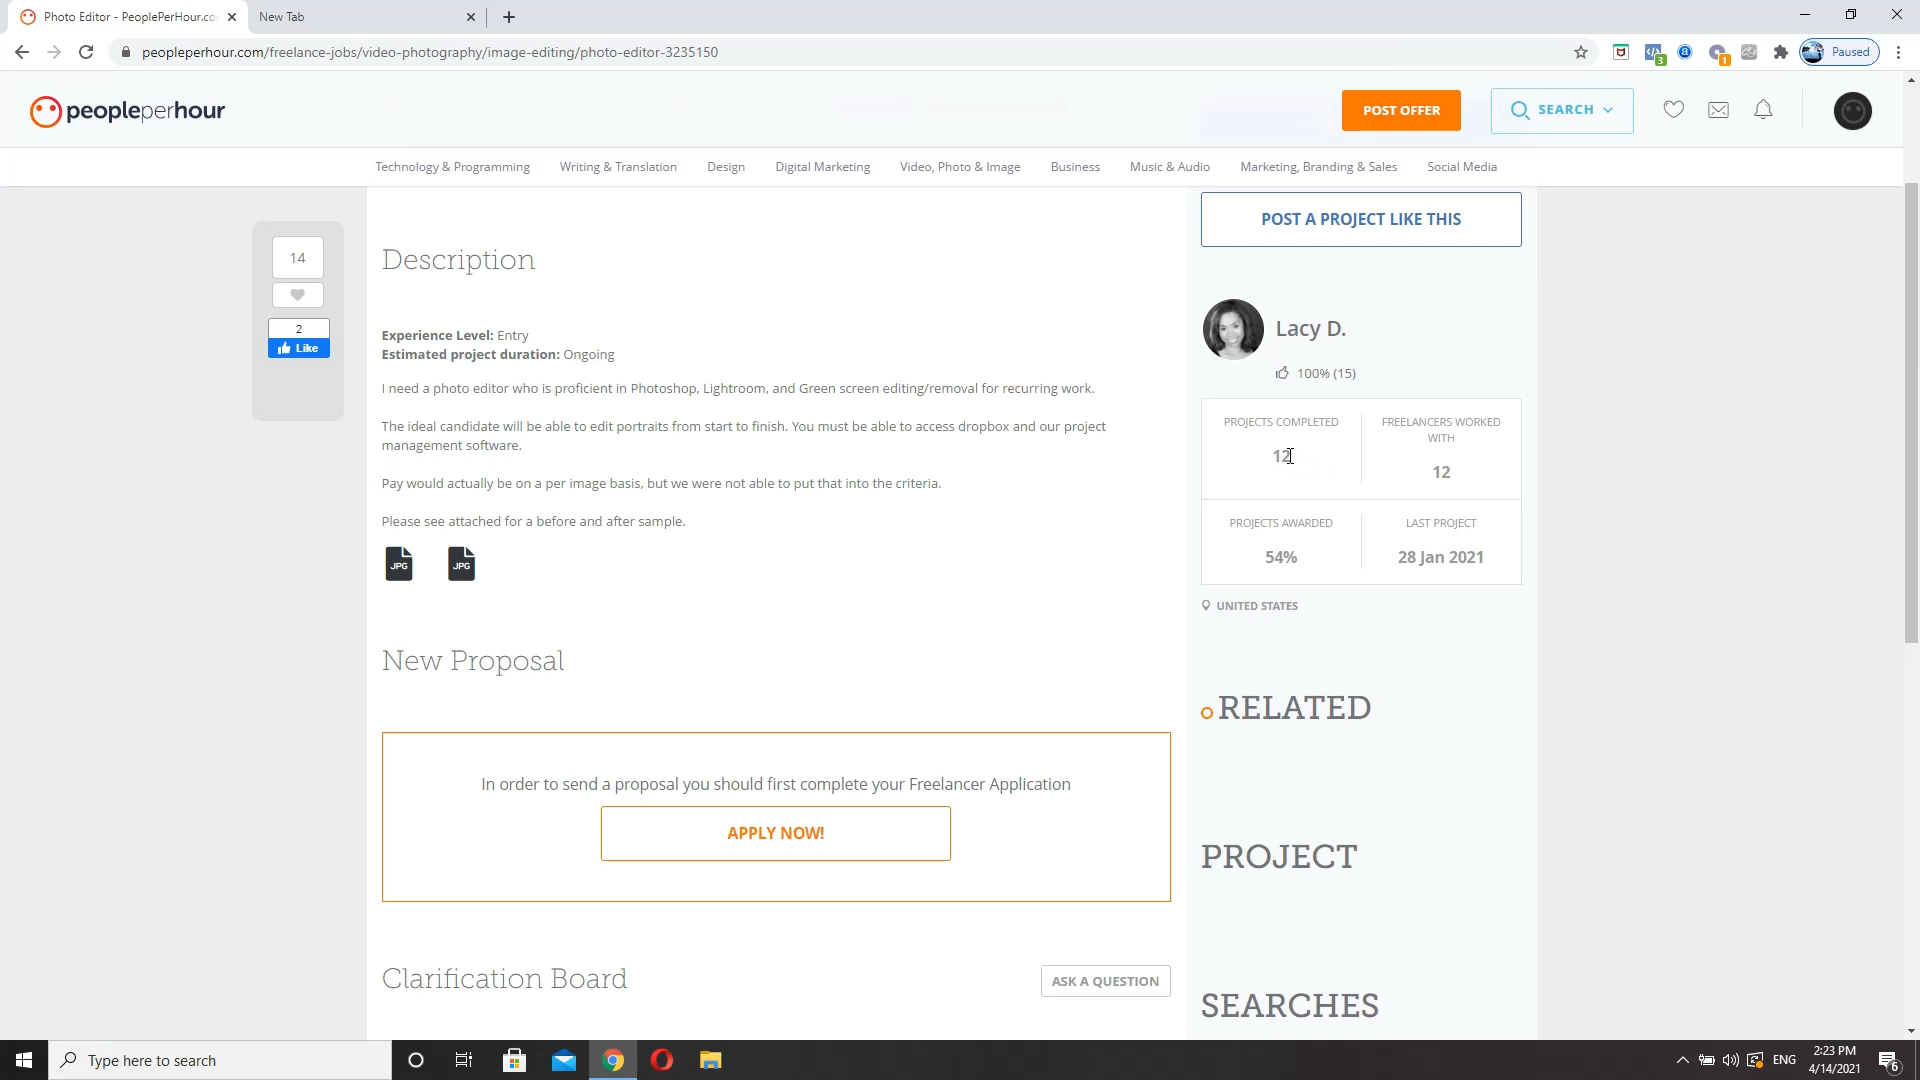 Photo Editor - PeoplePerHour.co
New Tab
peopleperhour.com/freelance-jobs/video-photography/image-editing/photo-editor-3235150
3
1
Paused
peopleperhour
POST OFFER
SEARCH
Technology & Programming
Writing & Translation
Design
Digital Marketing
Video, Photo & Image
Business
Music & Audio
Marketing, Branding & Sales
Social Media
14
2
Like
Description
Experience Level: Entry
Estimated project duration: Ongoing
I need a photo editor who is proficient in Photoshop, Lightroom, and Green screen editing/removal for recurring work.
The ideal candidate will be able to edit portraits from start to finish. You must be able to access dropbox and our project
management software.
Pay would actually be on a per image basis, but we were not able to put that into the criteria.
Please see attached for a before and after sample.
JPG
JPG
New Proposal
In order to send a proposal you should first complete your Freelancer Application
APPLY NOW!
Clarification Board
ASK A QUESTION
POST A PROJECT LIKE THIS
Lacy D.
100% (15)
PROJECTS COMPLETED
12
FREELANCERS WORKED
WITH
12
PROJECTS AWARDED
54%
LAST PROJECT
28 Jan 2021
UNITED STATES
RELATED
PROJECT
SEARCHES
Type here to search
ENG
2:23 PM
4/14/2021
6